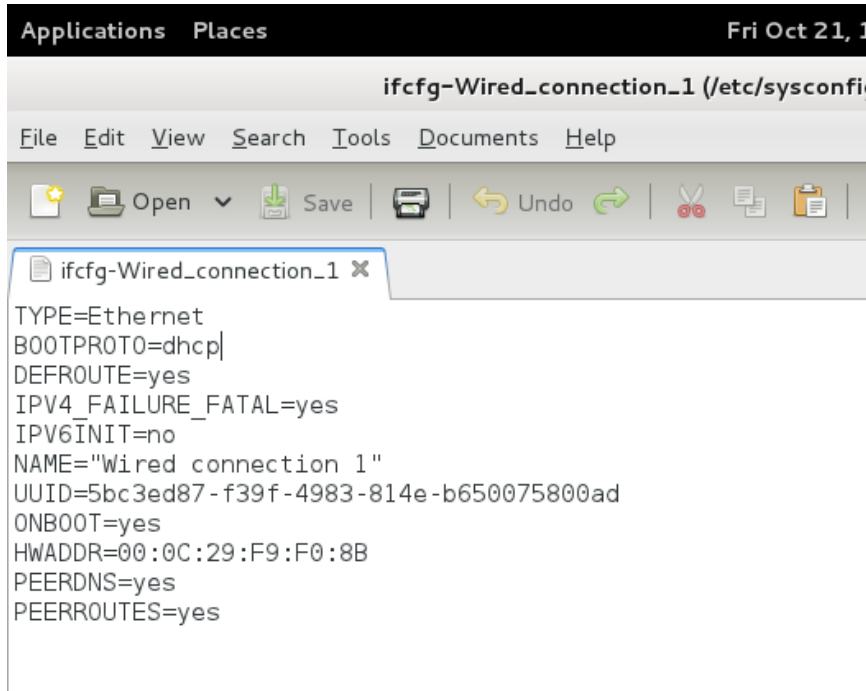 Applications Places Fri Oct 21, 1
ifcfg-Wired_connection_1 (/etc/sysconfi
File Edit View Search Tools Documents Help
Open Save Undo
ifcfg-Wired_connection_1
TYPE=Ethernet
BOOTPROTO=dhcp
DEFROUTE=yes
IPV4_FAILURE_FATAL=yes
IPV6INIT=no
NAME="Wired connection 1"
UUID=5bc3ed87-f39f-4983-814e-b650075800ad
ONBOOT=yes
HWADDR=00:0C:29:F9:F0:8B
PEERDNS=yes
PEERROUTES=yes